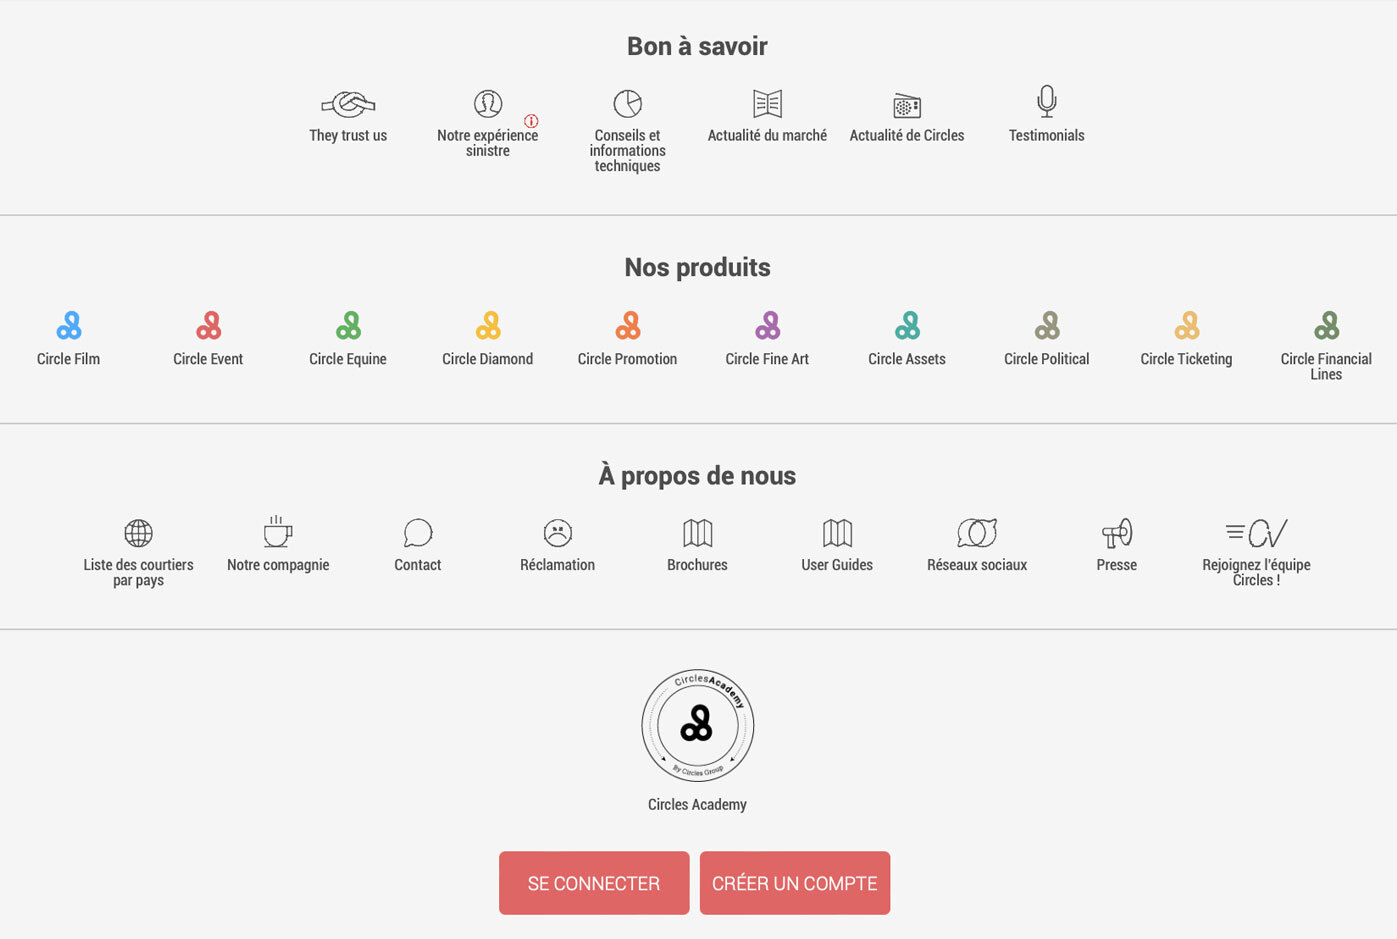 Bon à savoir
They trust us
Notre expérience
sinistre
Conseils et
informations
techniques
Actualité du marché
Actualité de Circles
Testimonials
Nos produits
Circle Film
Circle Event
Circle Equine
Circle Diamond
Circle Promotion
Circle Fine Art
Circle Assets
Circle Political
Circle Ticketing
Circle Financial
Lines
À propos de nous
Liste des courtiers
par pays
Notre compagnie
Contact
Réclamation
Brochures
User Guides
Réseaux sociaux
Presse
CV
Rejoignez l'équipe
Circles !
CirclesAcademy
By Circles Group
Circles Academy
SE CONNECTER
CRÉER UN COMPTE